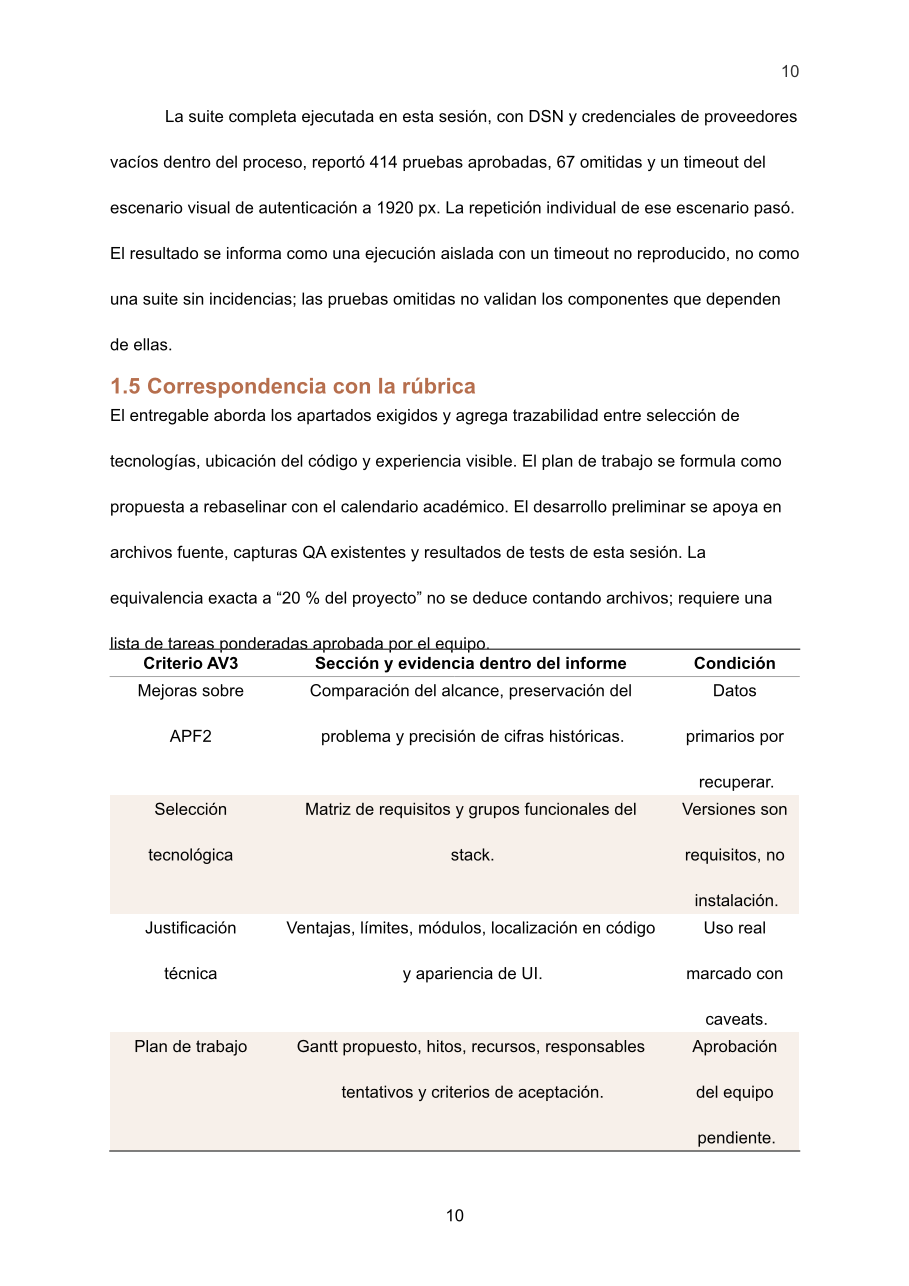 10
La suite completa ejecutada en esta sesión, con DSN y credenciales de proveedores
vacíos dentro del proceso, reportó 414 pruebas aprobadas, 67 omitidas y un timeout del
escenario visual de autenticación a 1920 px. La repetición individual de ese escenario pasó.
El resultado se informa como una ejecución aislada con un timeout no reproducido, no como
una suite sin incidencias; las pruebas omitidas no validan los componentes que dependen
de ellas.
1.5 Correspondencia con la rúbrica
El entregable aborda los apartados exigidos y agrega trazabilidad entre selección de
tecnologías, ubicación del código y experiencia visible. El plan de trabajo se formula como
propuesta a rebaselinar con el calendario académico. El desarrollo preliminar se apoya en
archivos fuente, capturas QA existentes y resultados de tests de esta sesión. La
equivalencia exacta a “20 % del proyecto” no se deduce contando archivos; requiere una
lista de tareas ponderadas aprobada por el equipo.
Criterio AV3 Sección y evidencia dentro del informe Condición
Mejoras sobre Comparación del alcance, preservación del Datos
APF2 problema y precisión de cifras históricas. primarios por
recuperar.
Selección Matriz de requisitos y grupos funcionales del Versiones son
tecnológica stack. requisitos, no
instalación.
Justificación Ventajas, límites, módulos, localización en código Uso real
técnica y apariencia de UI. marcado con
caveats.
Plan de trabajo Gantt propuesto, hitos, recursos, responsables Aprobación
tentativos y criterios de aceptación. del equipo
pendiente.
10